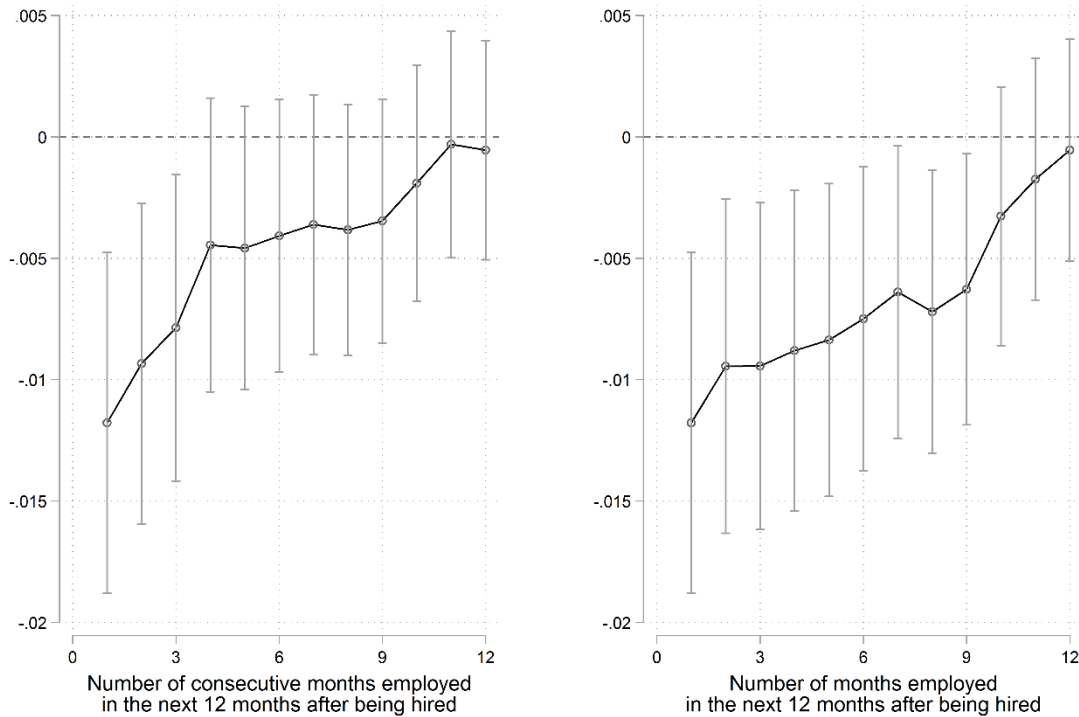 .005
0
-.005
-.01
-.015
-.02
0 3 6 9 12
Number of consecutive months employed
in the next 12 months after being hired
.005
0
-.005
-.01
-.015
-.02
0 3 6 9 12
Number of months employed
in the next 12 months after being hired